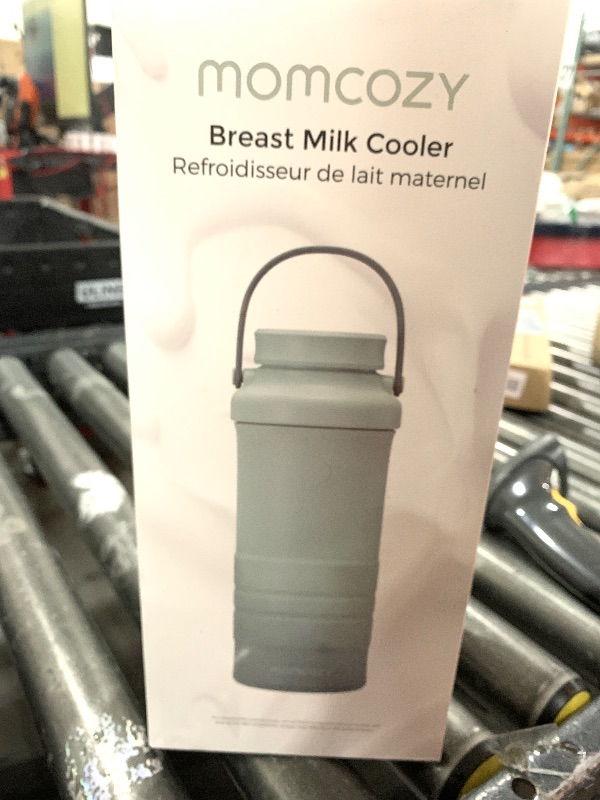 momcozy
Breast Milk Cooler
Refroidisseur de lait maternel